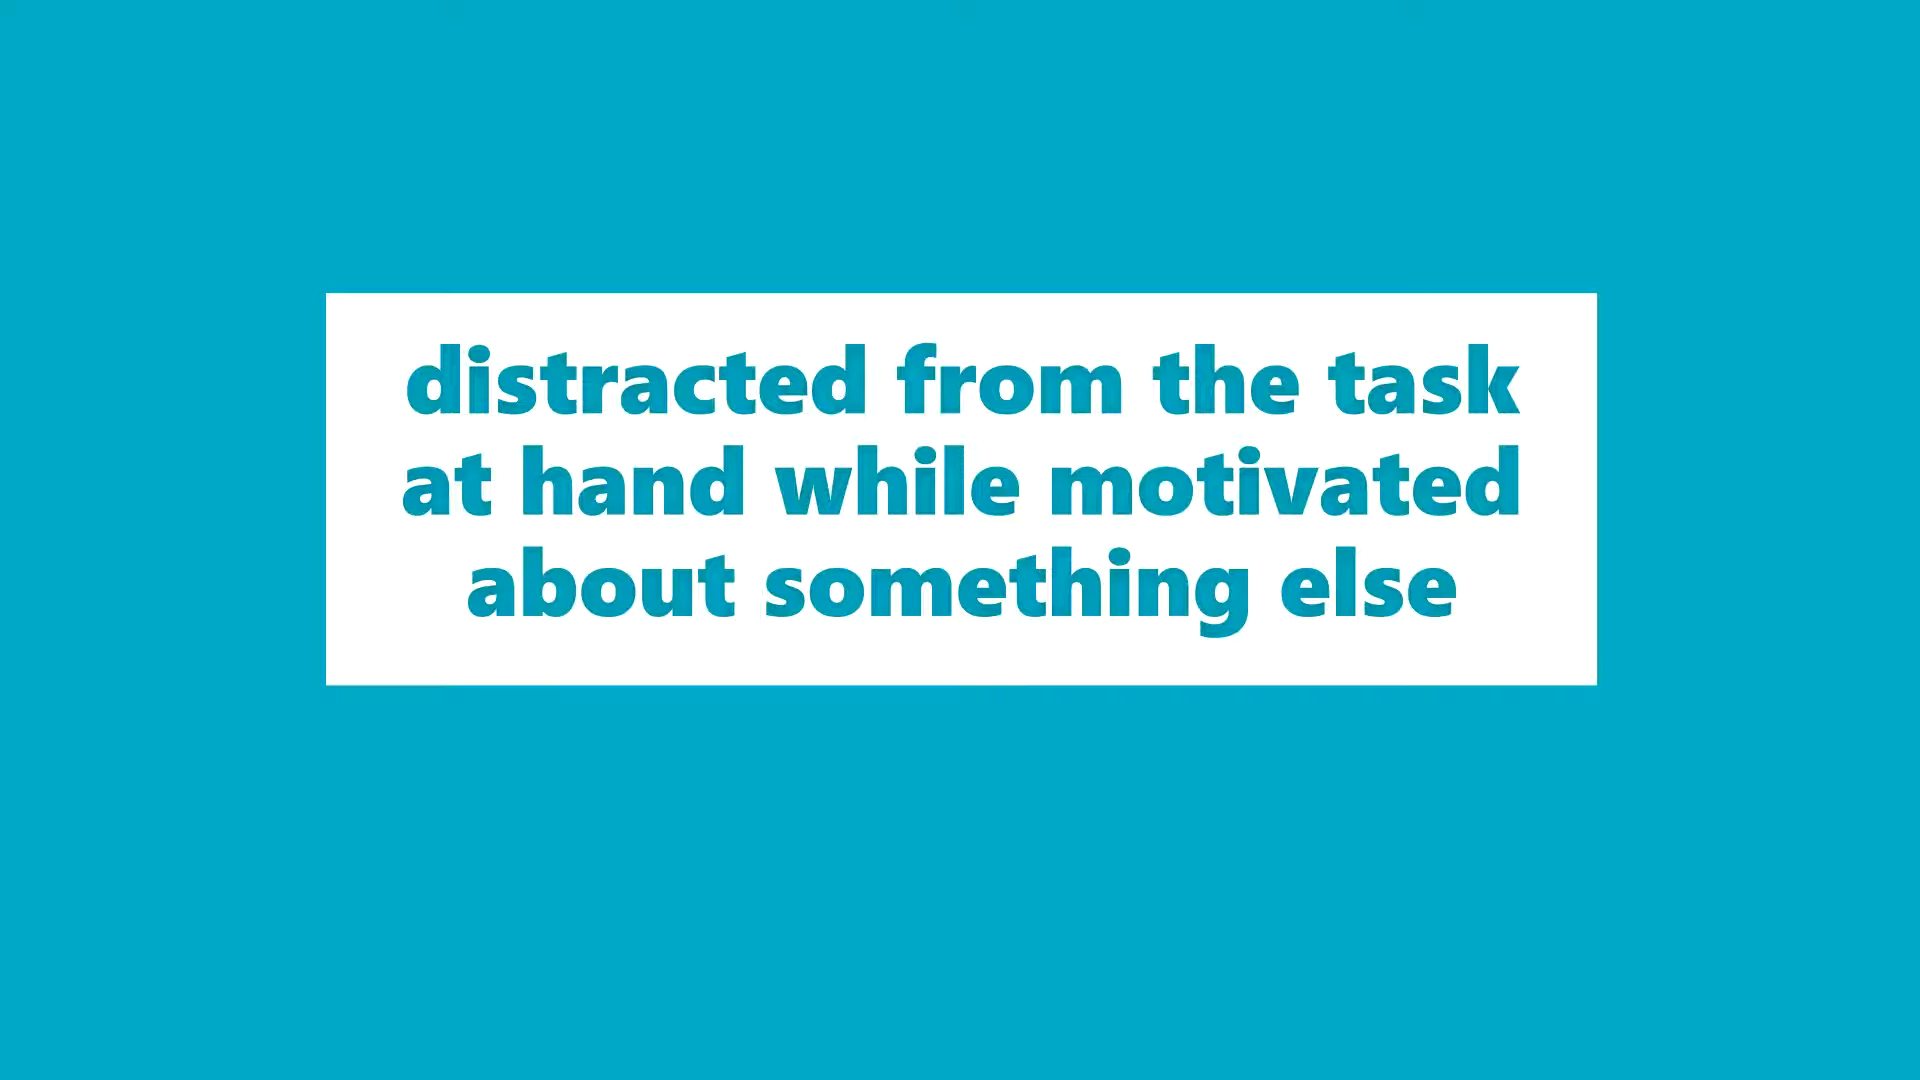 distracted from the task
at hand while motivated
about something else